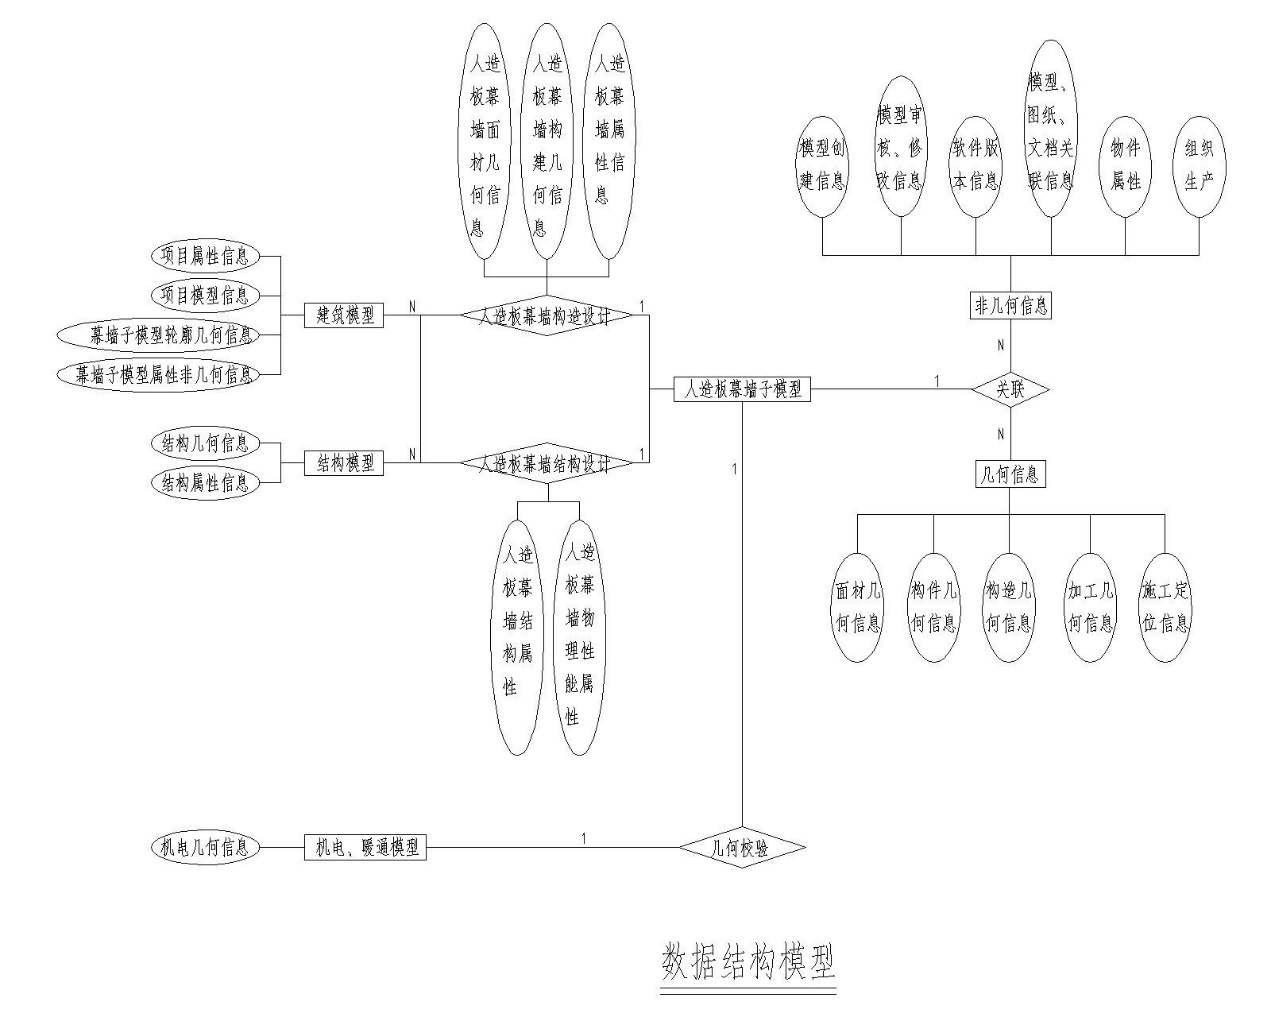 人造
板幕
墙面
材几
何信
息
人造
板幕
墙构
建几
何信
息
人造
板幕
墙属
性信
息
模型创
建信息
模型审
核、修
改信息
软件版
本信息
模型、
图纸、
文档关
联信息
物件
属性
组织
生产
项目属性信息
项目模型信息
幕墙子模型轮廓几何信息
幕墙子模型属性非几何信息
建筑模型
N
人造板幕墙构造设计
1
非几何信息
N
人造板幕墙子模型
1
关联
N
结构几何信息
结构属性信息
结构模型
N
人造板幕墙结构设计
1
1
几何信息
人造
板幕
墙结
构属
性
人造
板幕
墙物
理性
能属
性
面材几
何信息
构件几
何信息
构造几
何信息
加工几
何信息
施工定
位信息
机电几何信息
机电、暖通模型
1
几何校验
数据结构模型